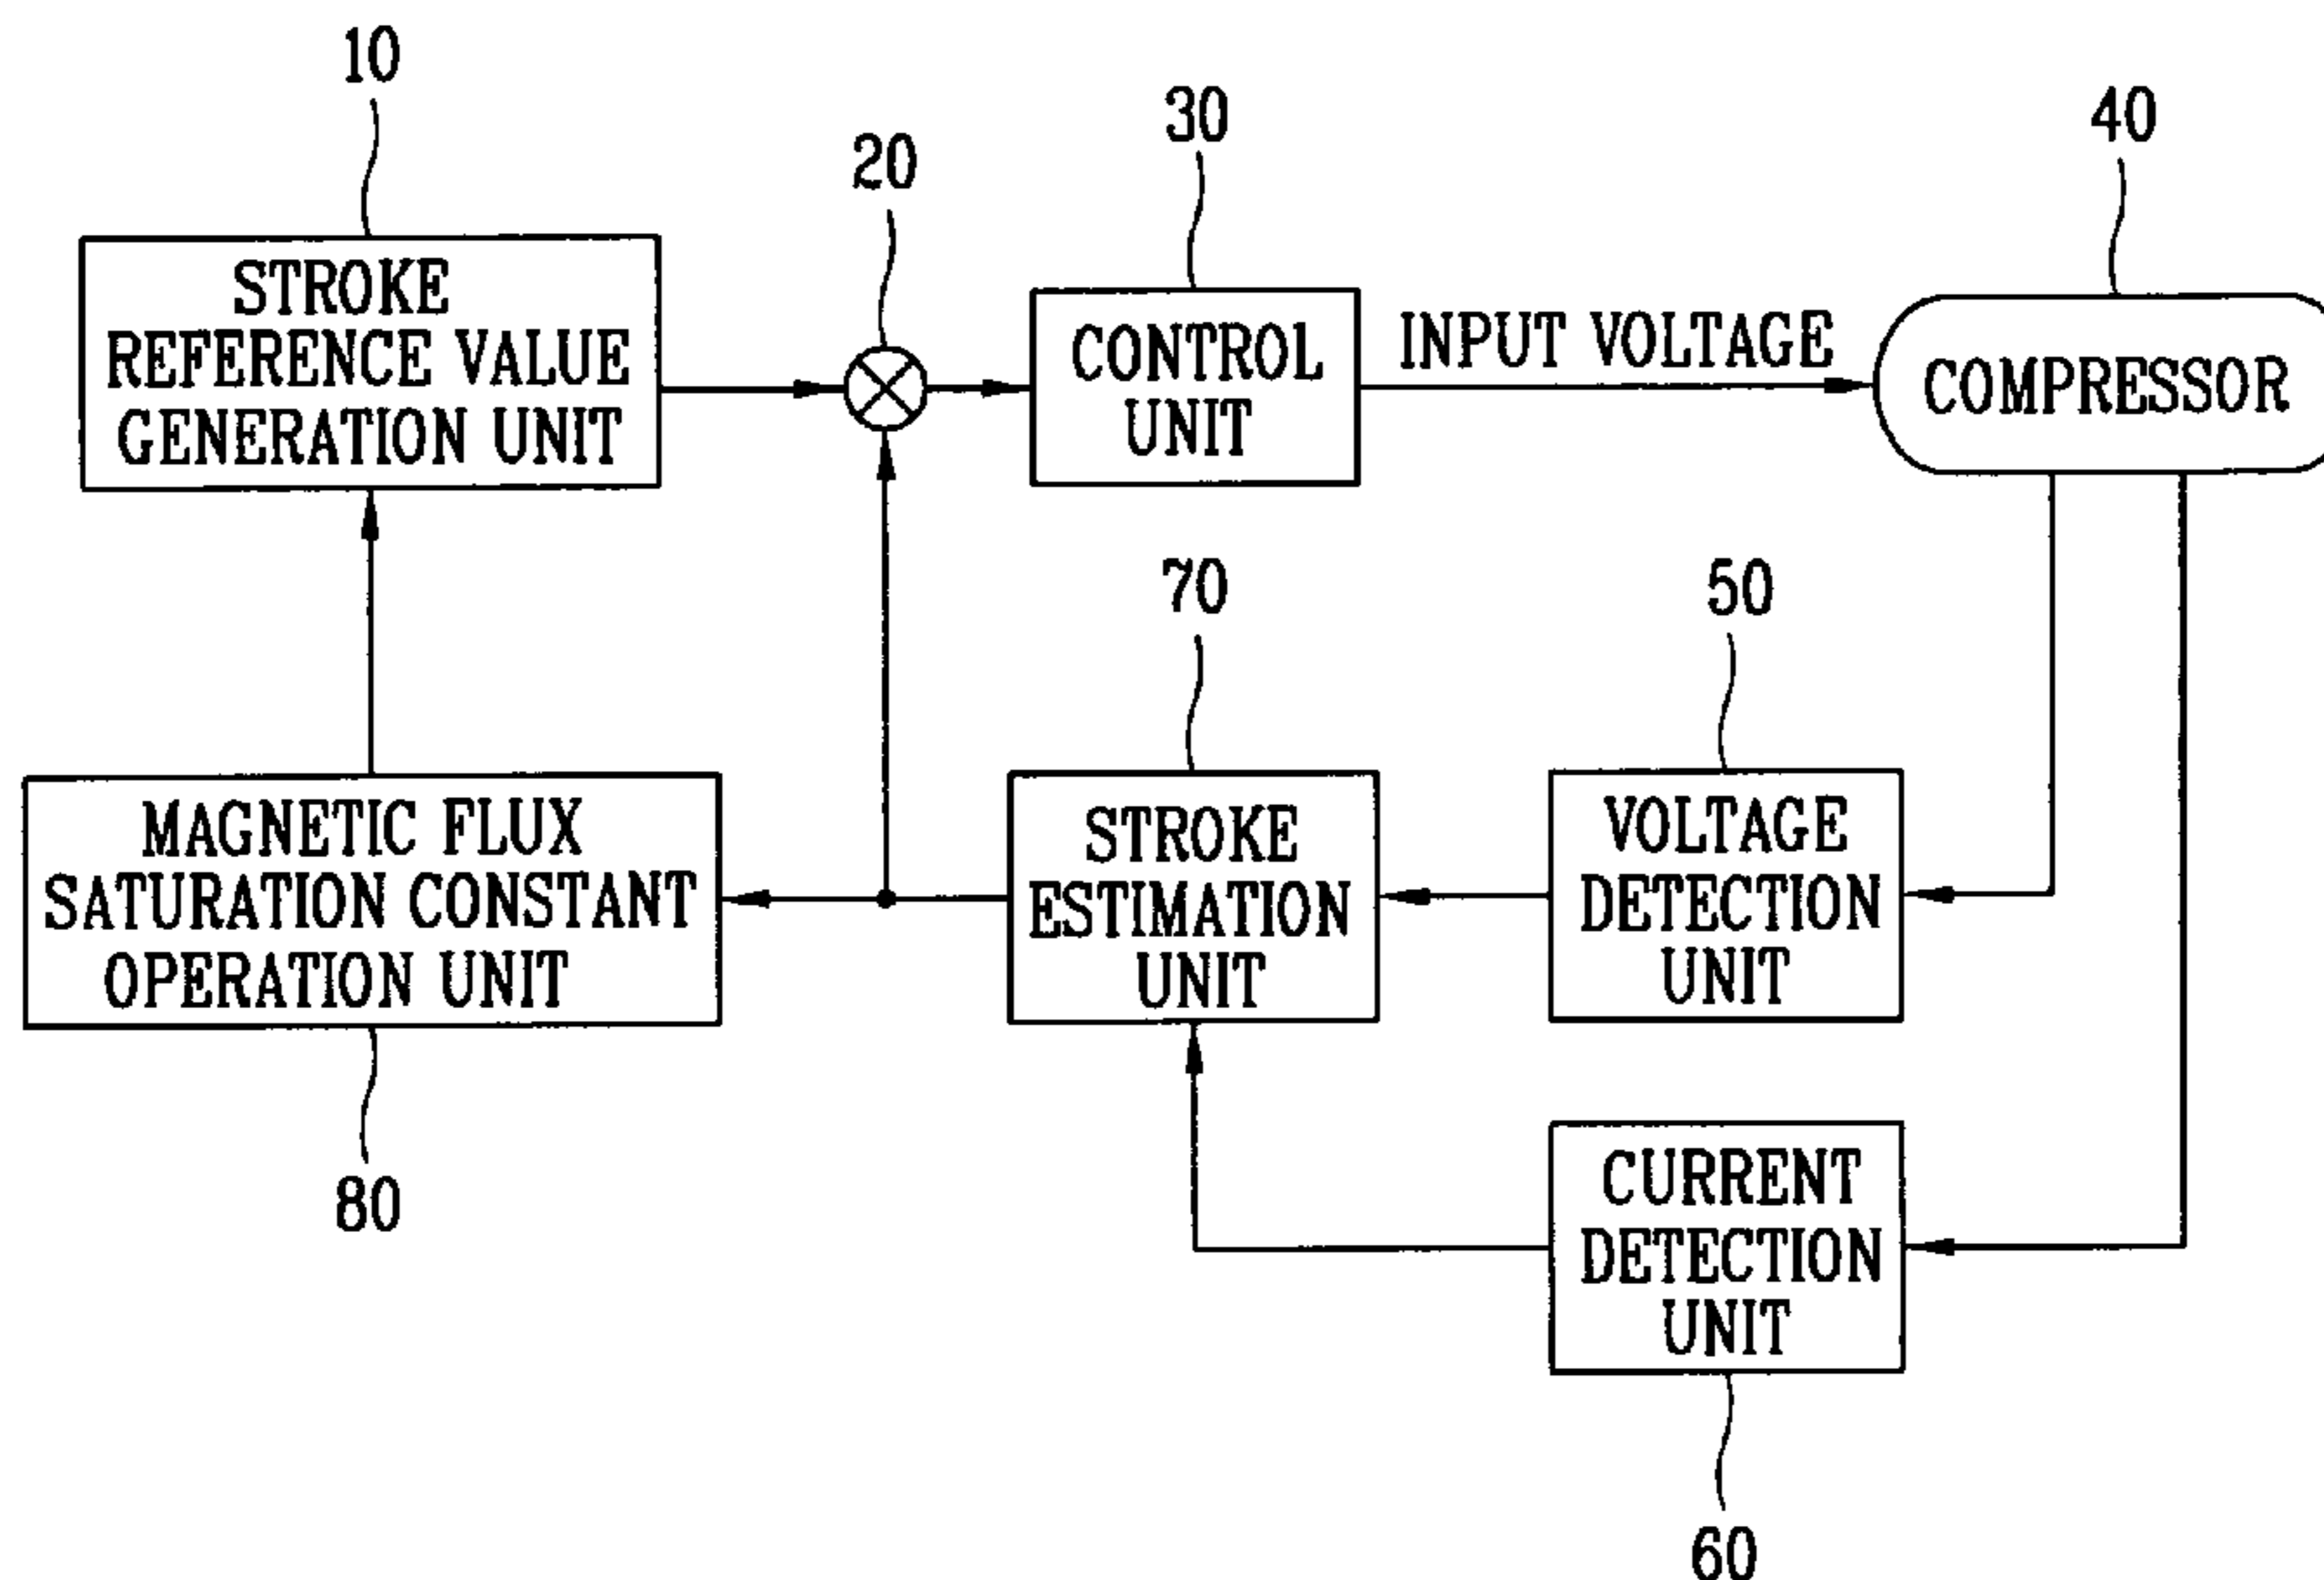 10
20
30
40
STROKE
REFERENCE VALUE
GENERATION UNIT
CONTROL
UNIT
INPUT VOLTAGE
COMPRESSOR
70
50
MAGNETIC FLUX
SATURATION CONSTANT
OPERATION UNIT
STROKE
ESTIMATION
UNIT
VOLTAGE
DETECTION
UNIT
80
CURRENT
DETECTION
UNIT
60